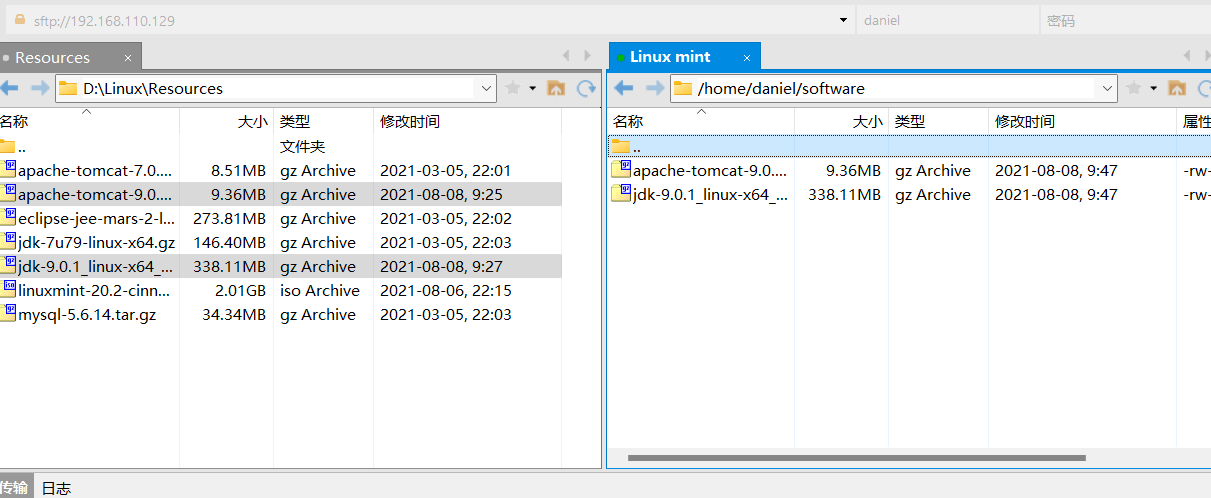 sftp://192.168.110.129 daniel 密码
Resources × Linux mint ×
D:\Linux\Resources /home/daniel/software
名称 大小 类型 修改时间 名称 大小 类型 修改时间 属性
.. 文件夹 ..
apache-tomcat-7.0.... 8.51MB gz Archive 2021-03-05, 22:01 apache-tomcat-9.0.... 9.36MB gz Archive 2021-08-08, 9:47 -rw-
apache-tomcat-9.0.... 9.36MB gz Archive 2021-08-08, 9:25 jdk-9.0.1_linux-x64_... 338.11MB gz Archive 2021-08-08, 9:47 -rw-
eclipse-jee-mars-2-l... 273.81MB gz Archive 2021-03-05, 22:02
jdk-7u79-linux-x64.gz 146.40MB gz Archive 2021-03-05, 22:03
jdk-9.0.1_linux-x64_... 338.11MB gz Archive 2021-08-08, 9:27
linuxmint-20.2-cinn... 2.01GB iso Archive 2021-08-06, 22:15
mysql-5.6.14.tar.gz 34.34MB gz Archive 2021-03-05, 22:03
传输 日志